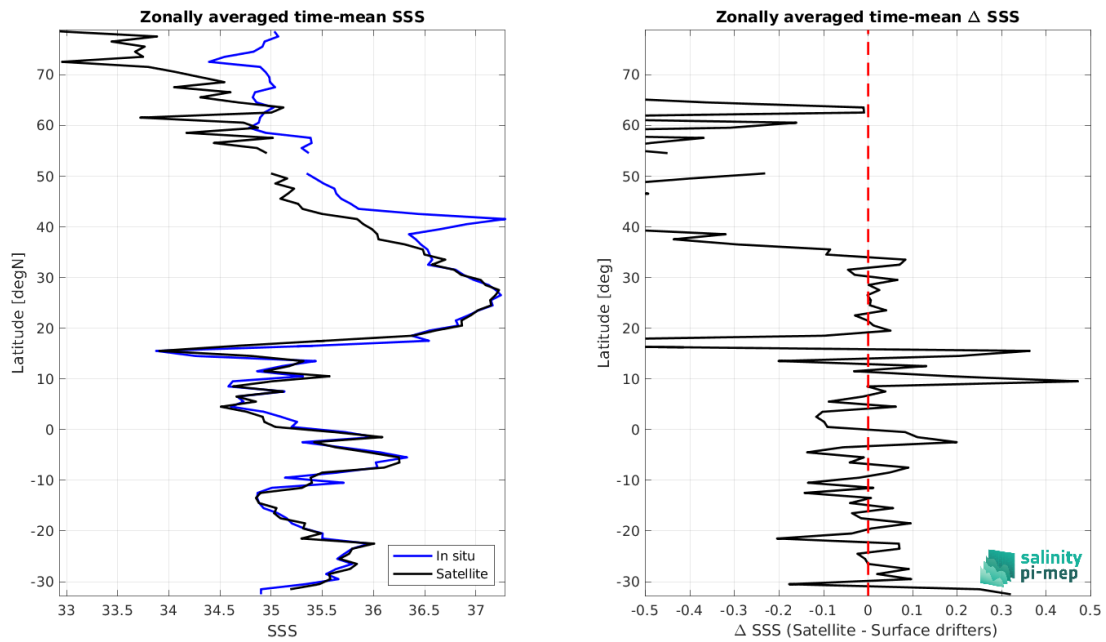 Zonally averaged time-mean SSS
Latitude [degN]
70
60
50
40
30
20
10
0
-10
-20
-30
33 33.5 34 34.5 35 35.5 36 36.5 37
SSS
In situ
Satellite
Zonally averaged time-mean Δ SSS
Latitude [deg]
70
60
50
40
30
20
10
0
-10
-20
-30
-0.5 -0.4 -0.3 -0.2 -0.1 0 0.1 0.2 0.3 0.4 0.5
Δ SSS (Satellite - Surface drifters)
salinity
pi-mep